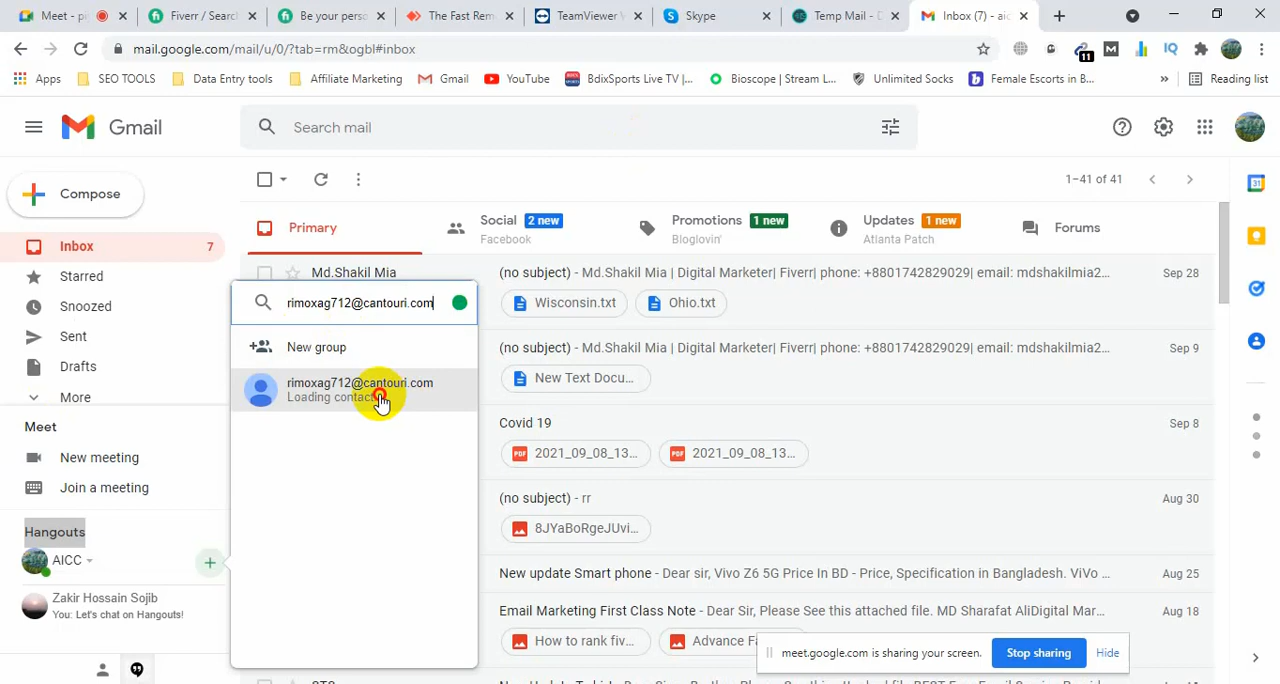 Meet - p
Fiverr / Sear
Be your pers
The Fast Rem
TeamViewer
Skype
Temp Mail - D
Inbox (7) - aic
mail.google.com/mail/u/0/?tab=rm&ogbl#inbox
11
Apps
SEO TOOLS
Data Entry tools
Affiliate Marketing
Gmail
YouTube
BdixSports Live TV |...
Bioscope | Stream L...
Unlimited Socks
Female Escorts in B...
»
Reading list
Gmail
Search mail
Compose
1–41 of 41
Inbox 7
Primary
Social 2 new
Facebook
Promotions 1 new
Bloglovin'
Updates 1 new
Atlanta Patch
Forums
Starred
Snoozed
Sent
Drafts
More
Md.Shakil Mia
(no subject) - Md.Shakil Mia | Digital Marketer| Fiverr| phone: +8801742829029| email: mdshakilmia2... Sep 28
Wisconsin.txt
Ohio.txt
rimoxag712@cantouri.com
New group
rimoxag712@cantouri.com
Loading contact
(no subject) - Md.Shakil Mia | Digital Marketer| Fiverr| phone: +8801742829029| email: mdshakilmia2... Sep 9
New Text Docu...
Covid 19 Sep 8
PDF 2021_09_08_13...
PDF 2021_09_08_13...
(no subject) - rr Aug 30
8JYaBoRgeJUvi...
New update Smart phone - Dear sir, Vivo Z6 5G Price In BD - Price, Specification in Bangladesh. ViVo ... Aug 25
Email Marketing First Class Note - Dear Sir, Please See this attached file. MD Sharafat AliDigital Mar... Aug 18
How to rank fiv...
Advance Fa
Meet
New meeting
Join a meeting
Hangouts
AICC
Zakir Hossain Sojib
You: Let's chat on Hangouts!
31
meet.google.com is sharing your screen.
Stop sharing
Hide